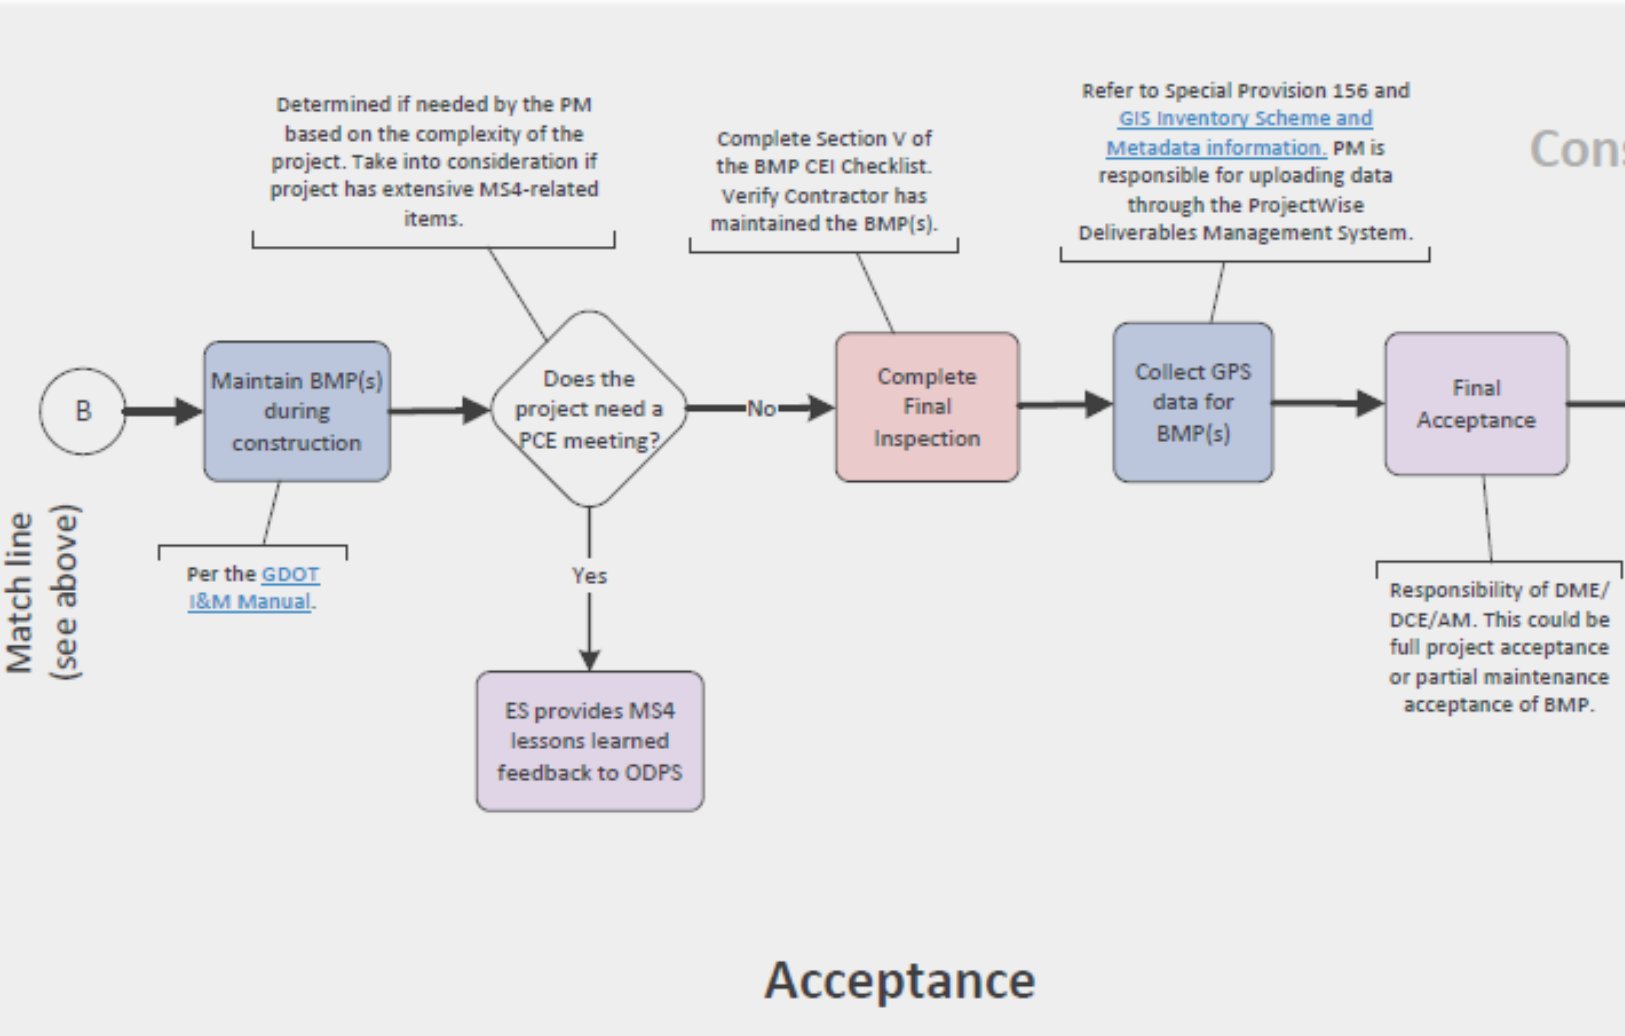 Determined if needed by the PM
based on the complexity of the
project. Take into consideration if
project has extensive MS4-related
items.
Complete Section V of
the BMP CEI Checklist.
Verify Contractor has
maintained the BMP(s).
Refer to Special Provision 156 and
GIS Inventory Scheme and
Metadata information. PM is
responsible for uploading data
through the ProjectWise
Deliverables Management System.
Cons
B
Maintain BMP(s)
during
construction
Does the
project need a
PCE meeting?
No
Complete
Final
Inspection
Collect GPS
data for
BMP(s)
Final
Acceptance
Match line
(see above)
Per the GDOT
I&M Manual.
Yes
ES provides MS4
lessons learned
feedback to ODPS
Responsibility of DME/
DCE/AM. This could be
full project acceptance
or partial maintenance
acceptance of BMP.
Acceptance